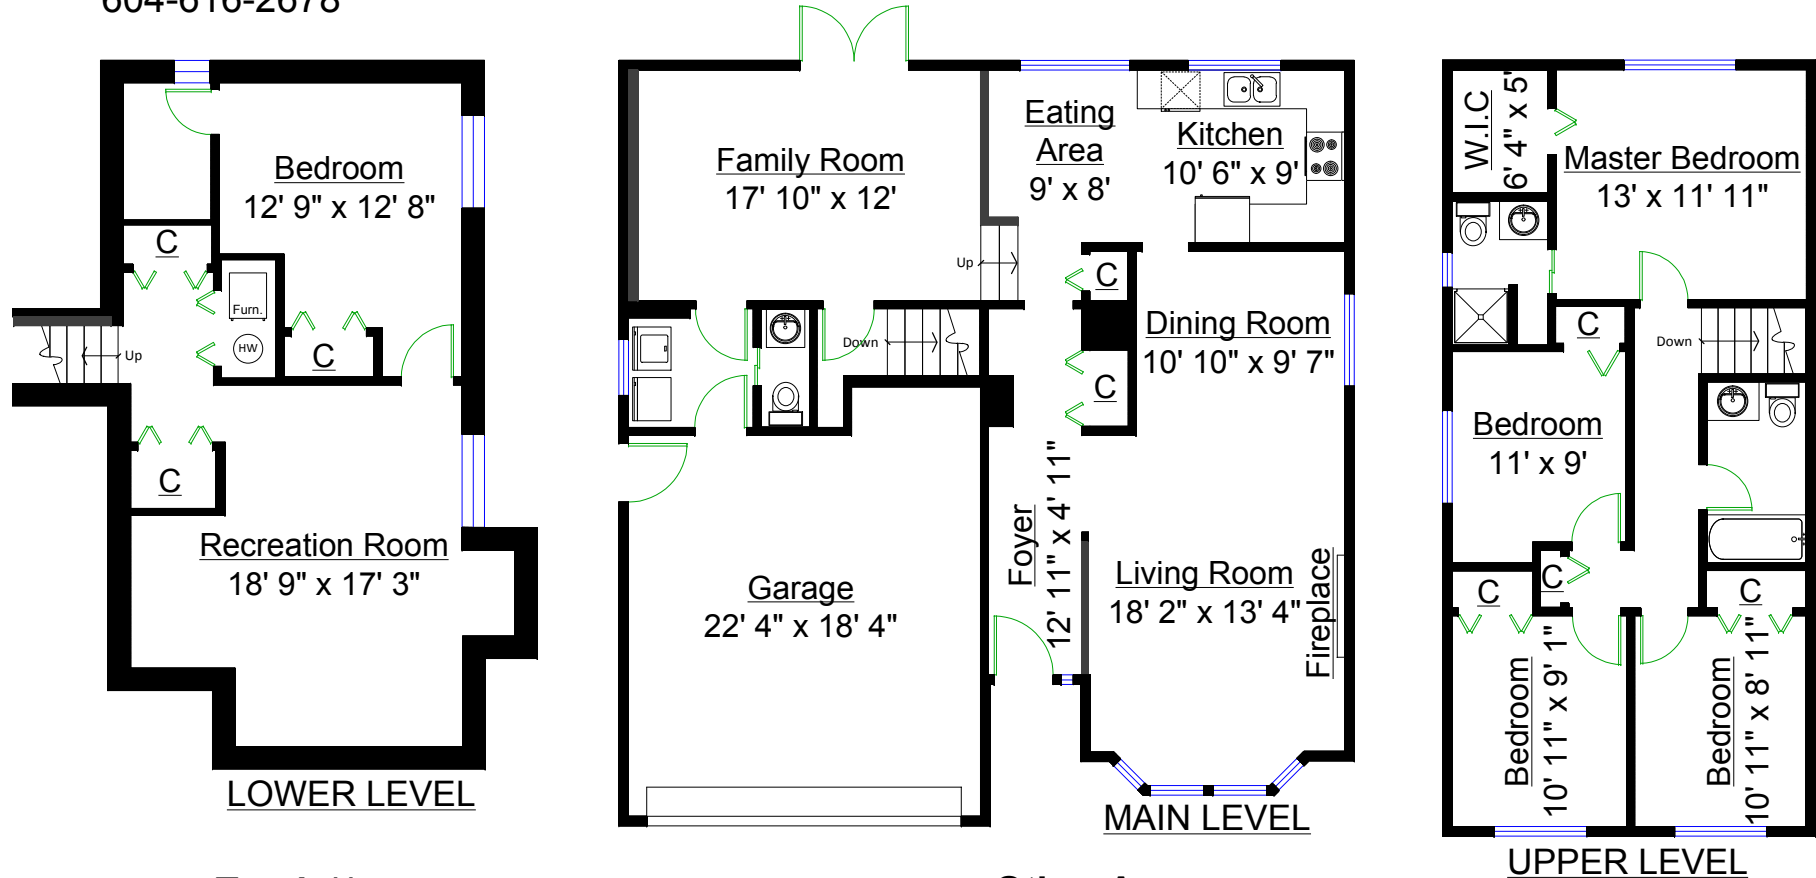 604-616-2678
Bedroom
12' 9" x 12' 8"
C
Furn.
HW
C
Up
C
Recreation Room
18' 9" x 17' 3"
LOWER LEVEL
Family Room
17' 10" x 12'
Eating
Area
9' x 8'
Kitchen
10' 6" x 9'
Up
C
Dining Room
10' 10" x 9' 7"
Down
C
Foyer
12' 11" x 4' 11"
Garage
22' 4" x 18' 4"
Living Room
18' 2" x 13' 4"
Fireplace
MAIN LEVEL
W.I.C
6' 4" x 5'
Master Bedroom
13' x 11' 11"
C
Down
Bedroom
11' x 9'
C
C
C
Bedroom
10' 11" x 9' 1"
Bedroom
10' 11" x 8' 11"
UPPER LEVEL